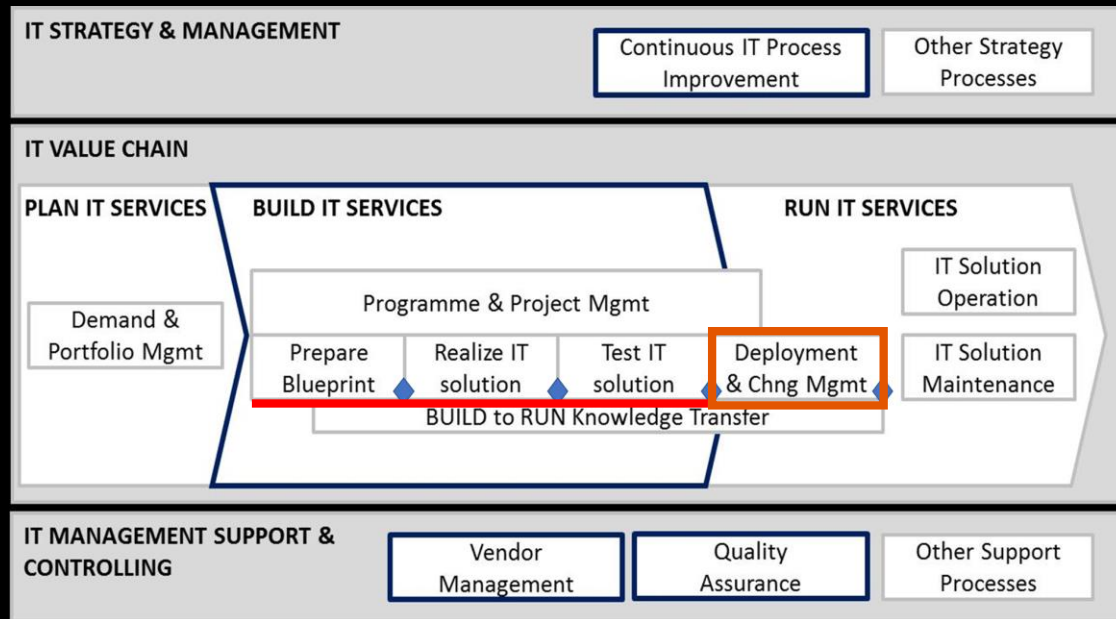 IT STRATEGY & MANAGEMENT
Continuous IT Process
Improvement
Other Strategy
Processes
IT VALUE CHAIN
PLAN IT SERVICES
BUILD IT SERVICES
RUN IT SERVICES
Demand &
Portfolio Mgmt
Programme & Project Mgmt
Prepare
Blueprint
Realize IT
solution
Test IT
solution
Deployment
& Chng Mgmt
BUILD to RUN Knowledge Transfer
IT Solution
Operation
IT Solution
Maintenance
IT MANAGEMENT SUPPORT &
CONTROLLING
Vendor
Management
Quality
Assurance
Other Support
Processes